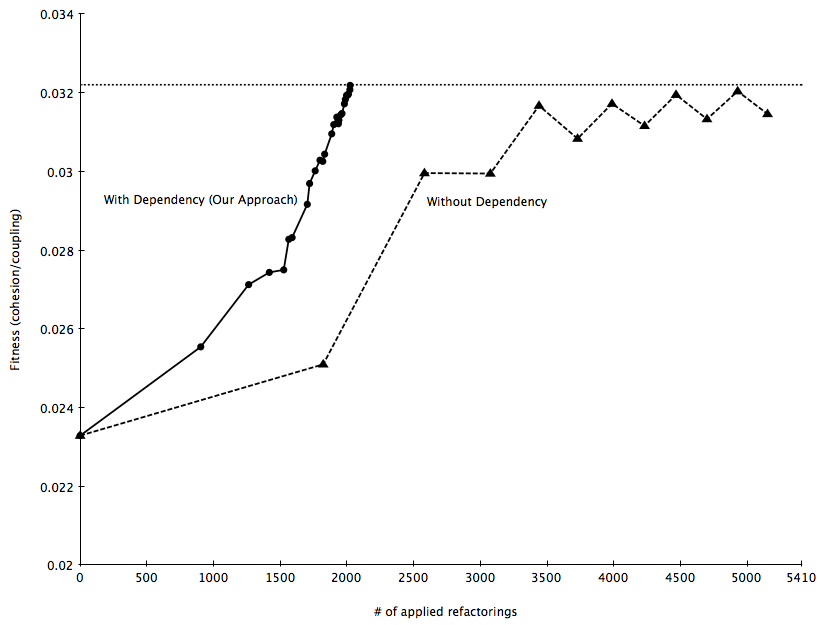 0.034
0.032
0.03
0.028
0.026
0.024
0.022
0.02
Fitness (cohesion/coupling)
With Dependency (Our Approach)
Without Dependency
0 500 1000 1500 2000 2500 3000 3500 4000 4500 5000 5410
# of applied refactorings